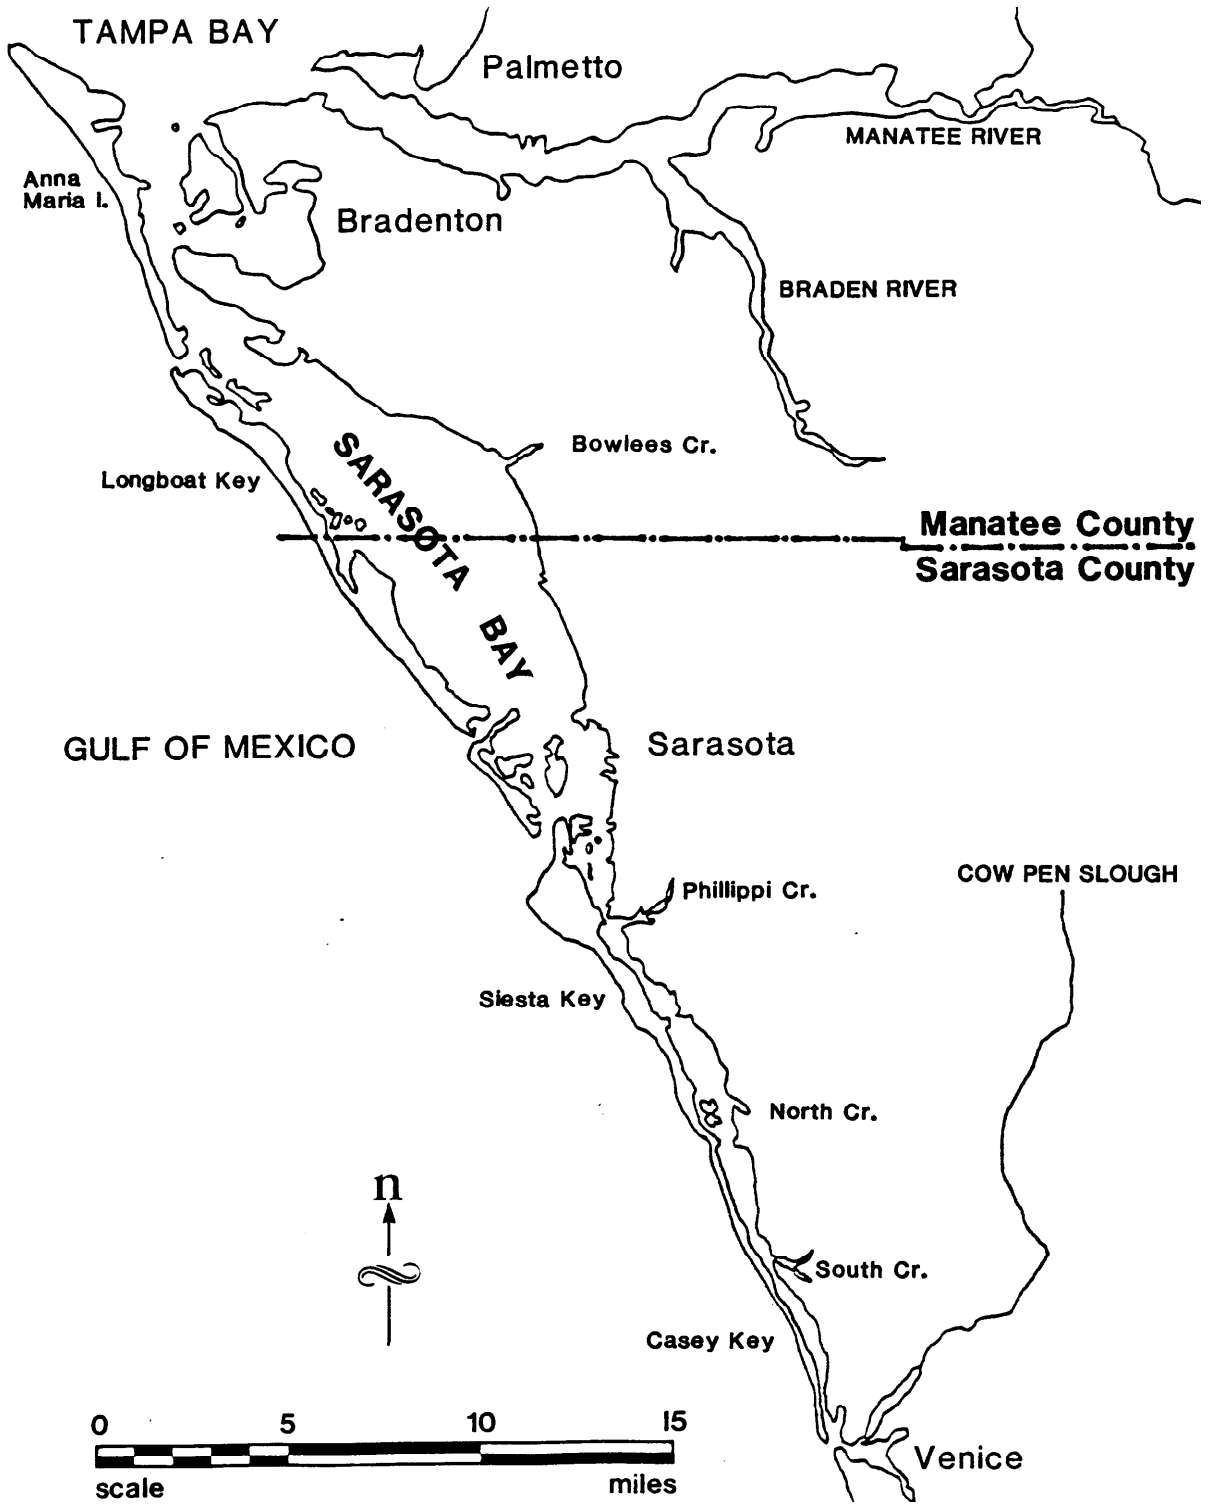 TAMPA BAY
Palmetto
MANATEE RIVER
Anna
Maria I.
Bradenton
BRADEN RIVER
Bowlees Cr.
Longboat Key
SARASOTA BAY
Manatee County
Sarasota County
GULF OF MEXICO
Sarasota
COW PEN SLOUGH
Phillippi Cr.
Siesta Key
North Cr.
n
South Cr.
Casey Key
0 5 10 15
Venice
scale miles